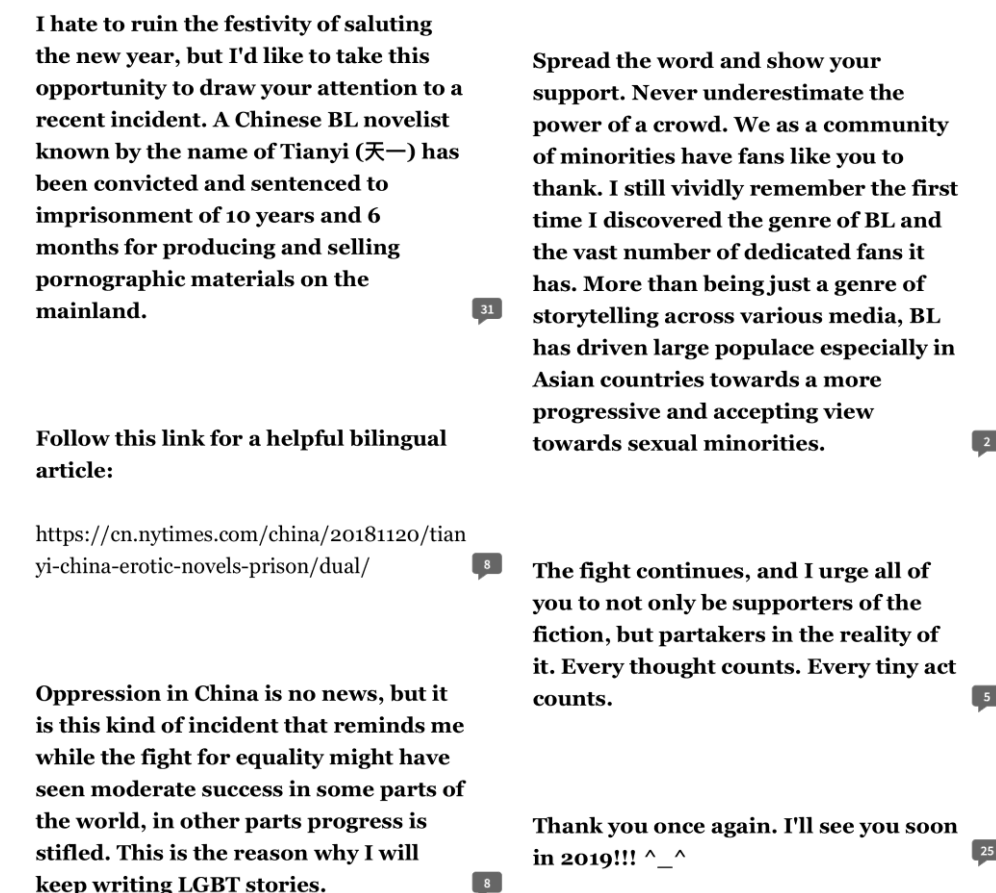 I hate to ruin the festivity of saluting
the new year, but I'd like to take this
opportunity to draw your attention to a
recent incident. A Chinese BL novelist
known by the name of Tianyi (天一) has
been convicted and sentenced to
imprisonment of 10 years and 6
months for producing and selling
pornographic materials on the
mainland.
31
Follow this link for a helpful bilingual
article:
https://cn.nytimes.com/china/20181120/tian
yi-china-erotic-novels-prison/dual/
8
Oppression in China is no news, but it
is this kind of incident that reminds me
while the fight for equality might have
seen moderate success in some parts of
the world, in other parts progress is
stifled. This is the reason why I will
keep writing LGBT stories.
8
Spread the word and show your
support. Never underestimate the
power of a crowd. We as a community
of minorities have fans like you to
thank. I still vividly remember the first
time I discovered the genre of BL and
the vast number of dedicated fans it
has. More than being just a genre of
storytelling across various media, BL
has driven large populace especially in
Asian countries towards a more
progressive and accepting view
towards sexual minorities.
2
The fight continues, and I urge all of
you to not only be supporters of the
fiction, but partakers in the reality of
it. Every thought counts. Every tiny act
counts.
5
Thank you once again. I'll see you soon
in 2019!!! ^_^
25